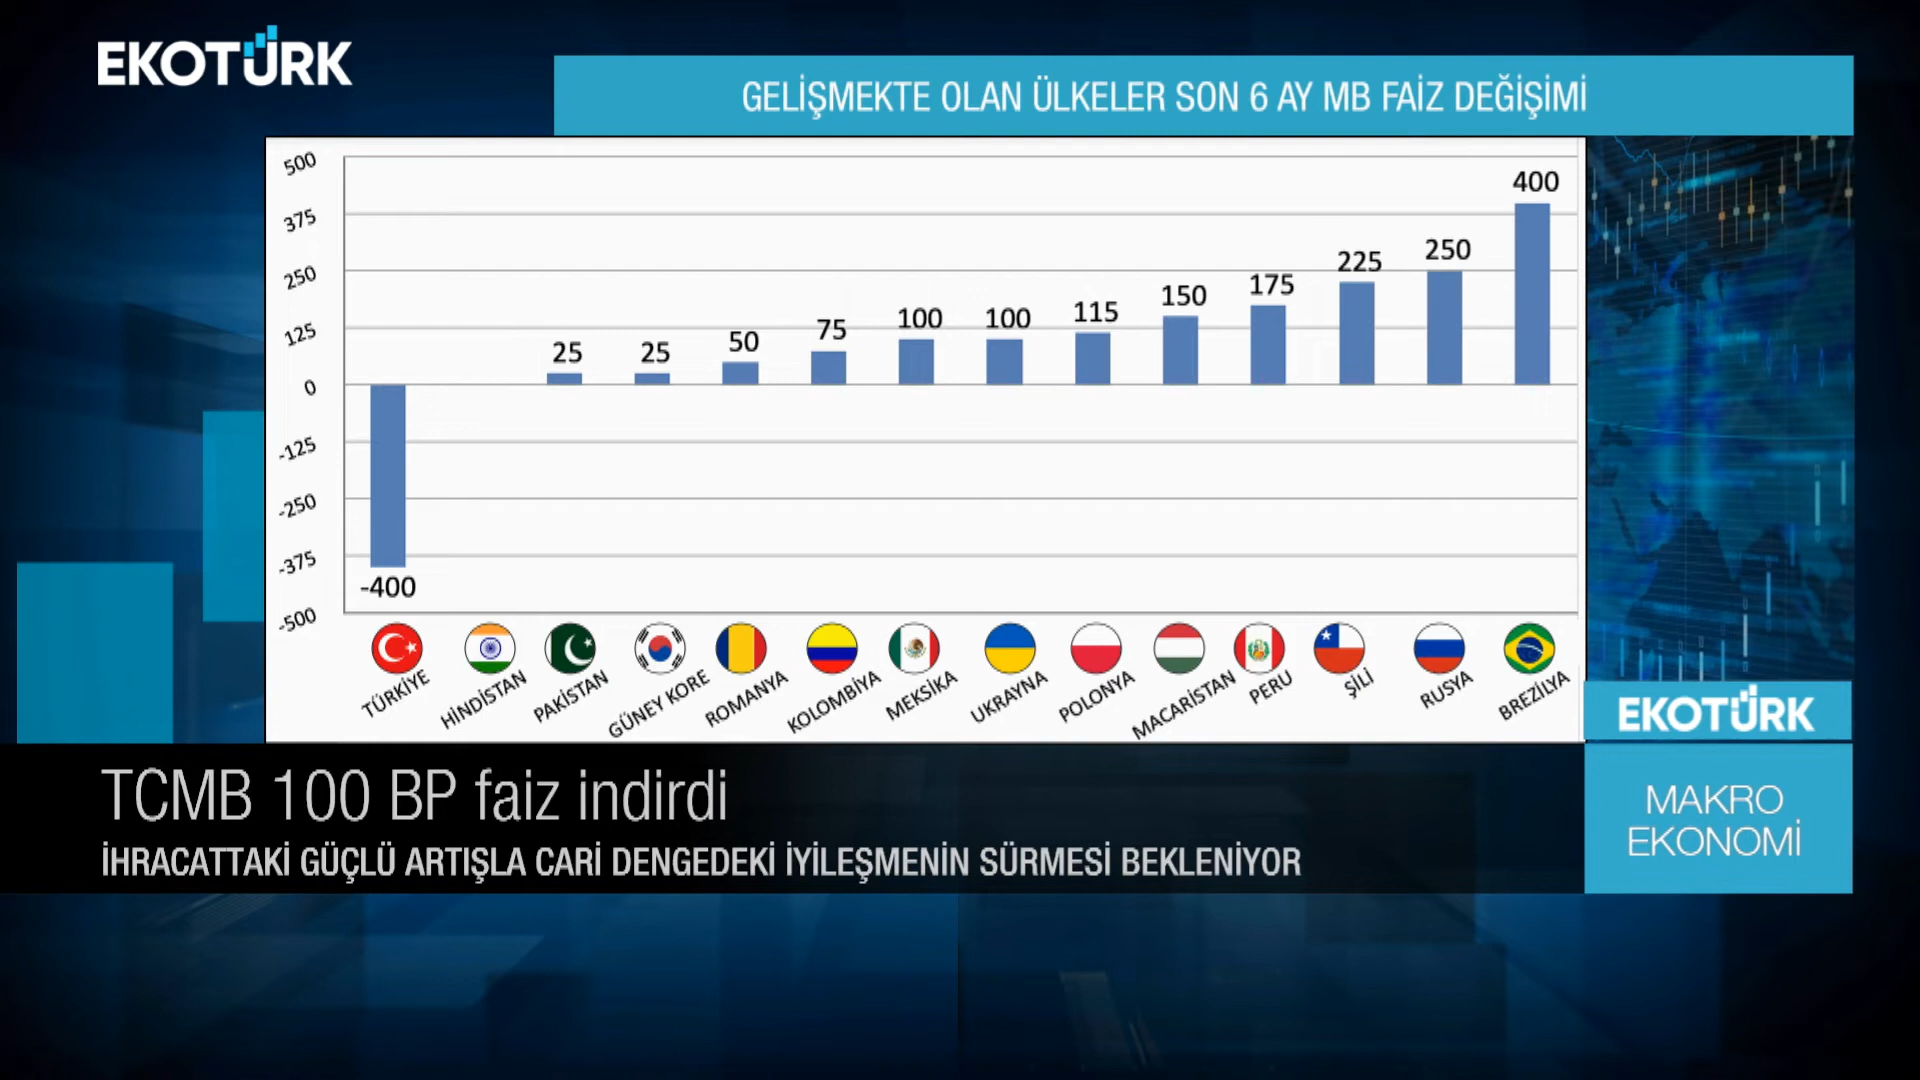 EKOTÜRK
GELİŞMEKTE OLAN ÜLKELER SON 6 AY MB FAİZ DEĞİŞİMİ
500
375
250
125
0
-125
-250
-375
-500
-400
25
25
50
75
100
100
115
150
175
225
250
400
TÜRKİYE
HİNDİSTAN
PAKİSTAN
GÜNEY KORE
ROMANYA
KOLOMBİYA
MEKSİKA
UKRAYNA
POLONYA
MACARİSTAN
PERU
ŞİLİ
RUSYA
BREZİLYA
EKOTÜRK
TCMB 100 BP faiz indirdi
İHRACATTAKİ GÜÇLÜ ARTIŞLA CARİ DENGEDEKİ İYİLEŞMENİN SÜRMESİ BEKLENİYOR
MAKRO
EKONOMİ